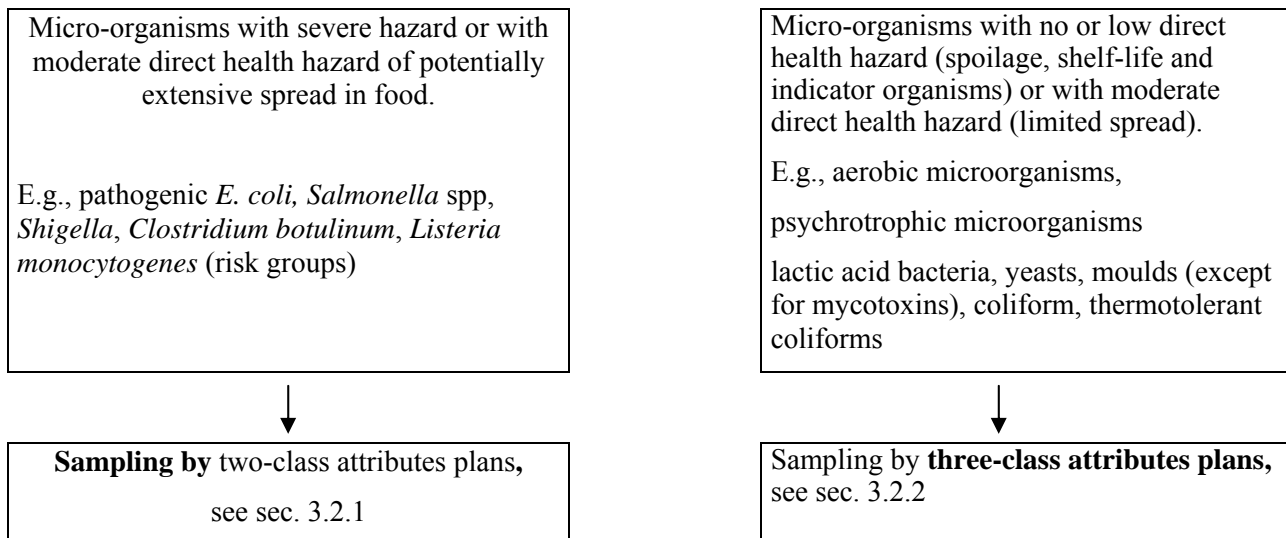 Micro-organisms with severe hazard or with
moderate direct health hazard of potentially
extensive spread in food.
E.g., pathogenic E. coli, Salmonella spp,
Shigella, Clostridium botulinum, Listeria
monocytogenes (risk groups)
Sampling by two-class attributes plans,
see sec. 3.2.1
Micro-organisms with no or low direct
health hazard (spoilage, shelf-life and
indicator organisms) or with moderate
direct health hazard (limited spread).
E.g., aerobic microorganisms,
psychrotrophic microorganisms
lactic acid bacteria, yeasts, moulds (except
for mycotoxins), coliform, thermotolerant
coliforms
Sampling by three-class attributes plans,
see sec. 3.2.2